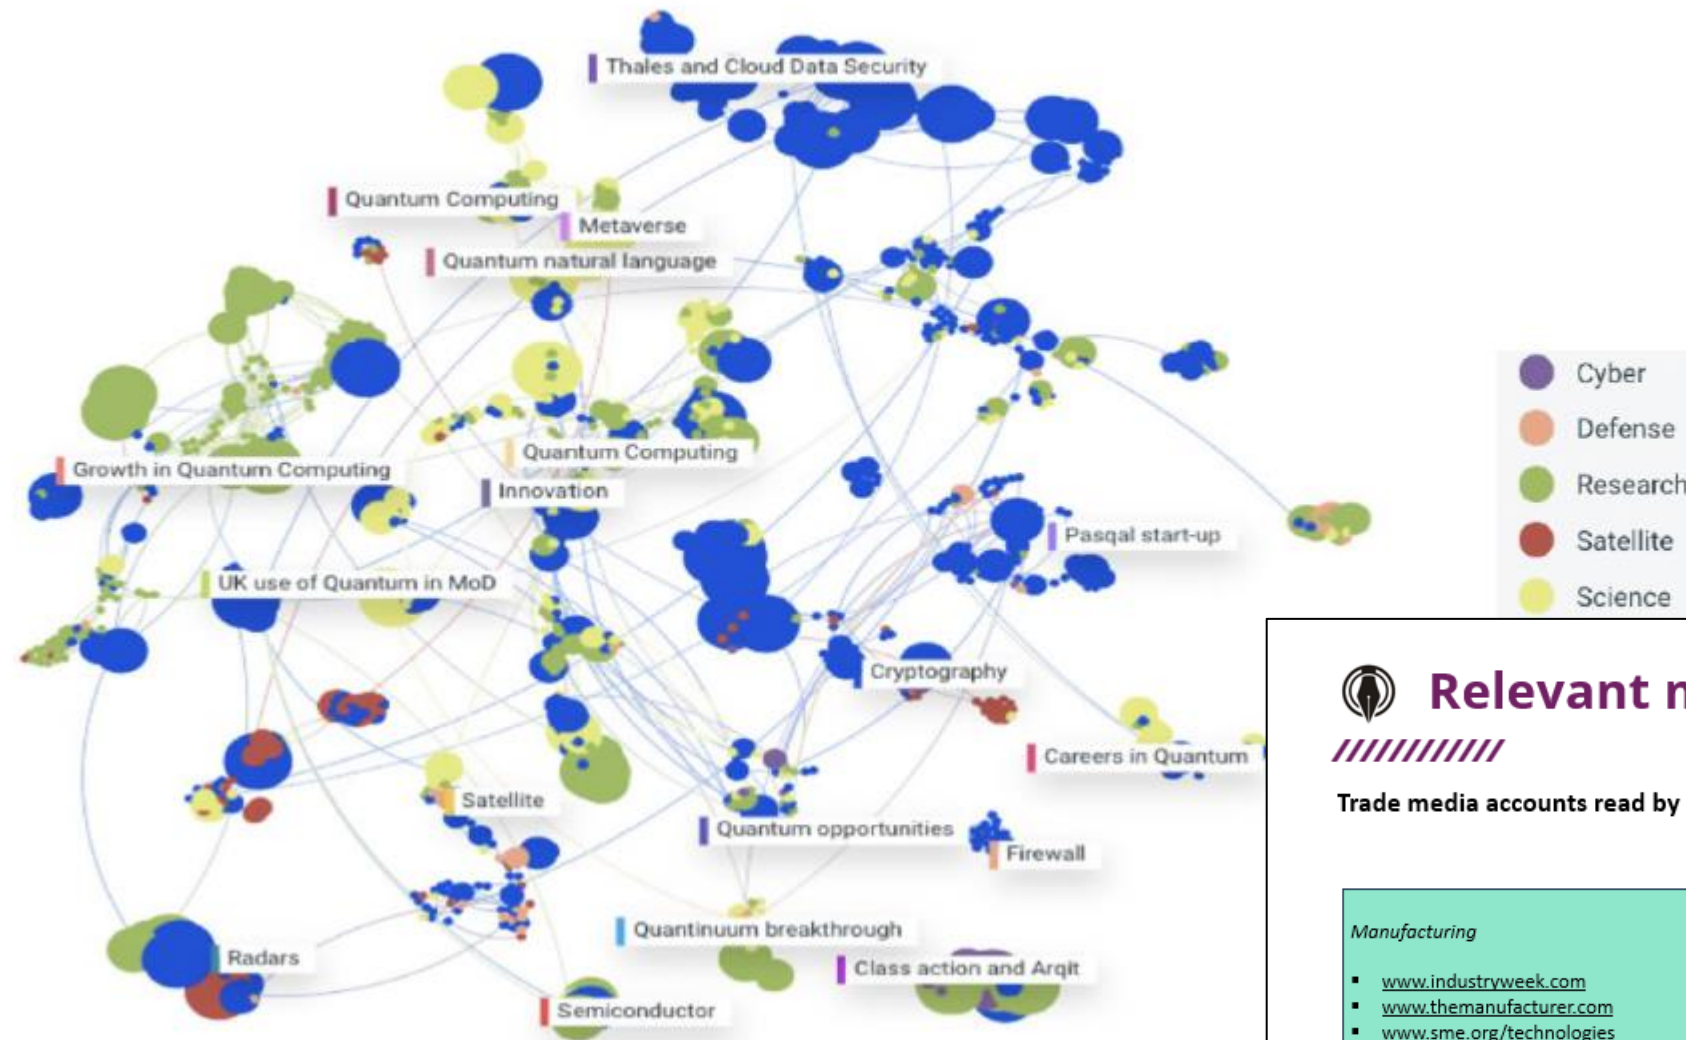 Thales and Cloud Data Security
Quantum Computing
Metaverse
Quantum natural language
Growth in Quantum Computing
Quantum Computing
Innovation
UK use of Quantum in MoD
Pasqal start-up
Cryptography
Careers in Quantum
Satellite
Quantum opportunities
Firewall
Quantinuum breakthrough
Radars
Class action and Arqit
Semiconductor
Cyber
Defense
Research
Satellite
Science
Relevant
Trade media accounts read by
Manufacturing
www.industryweek.com
www.themanufacturer.com
www.sme.org/technologies